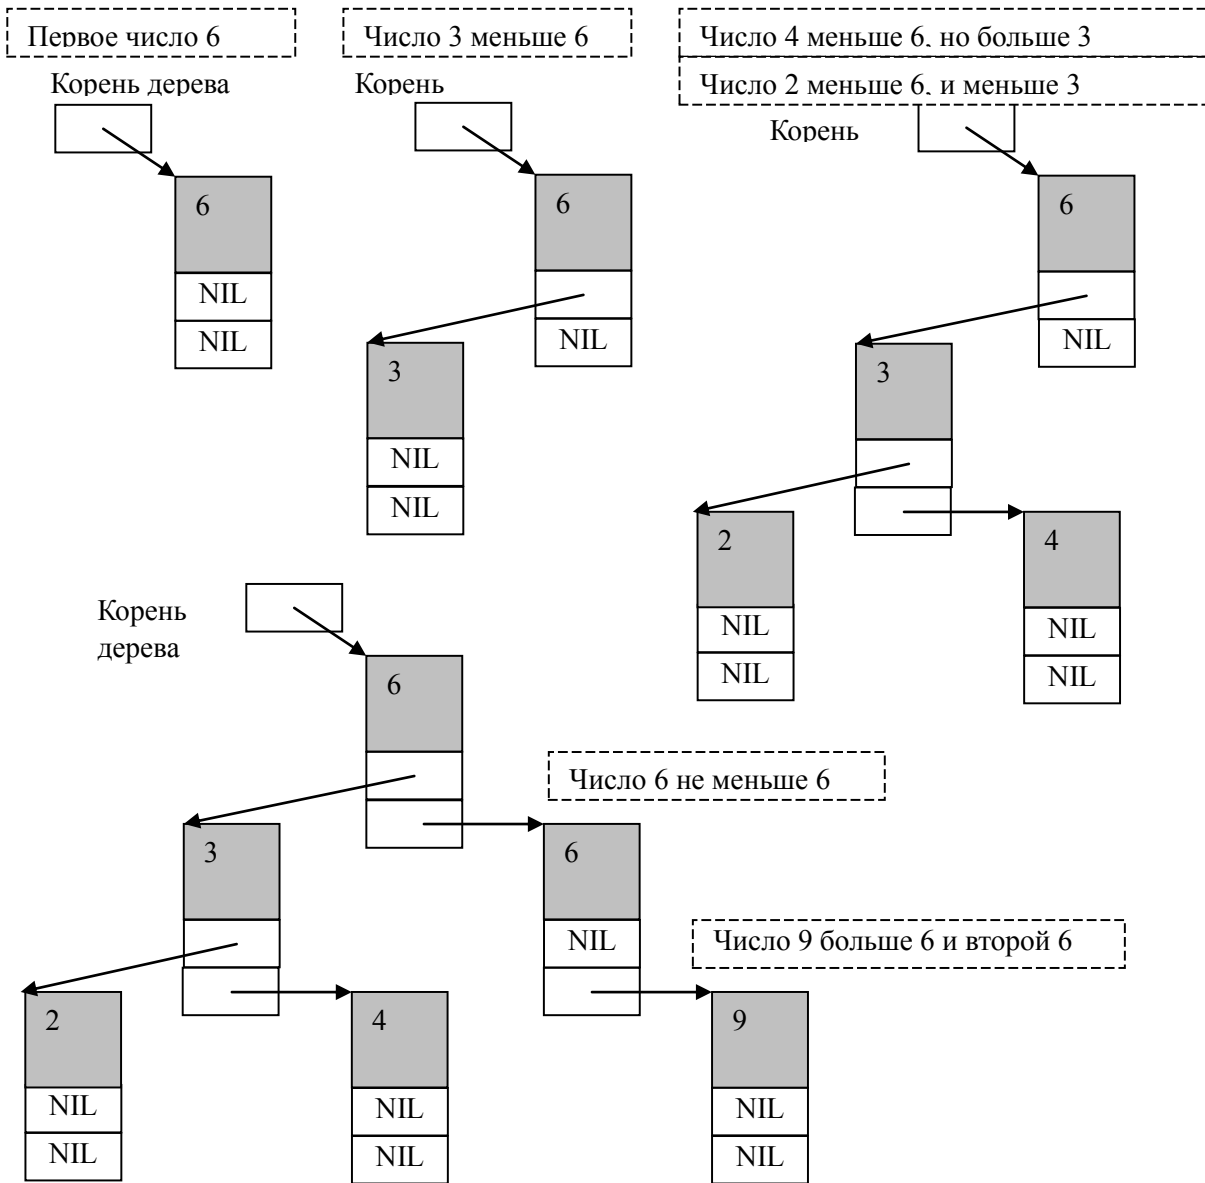 Первое число 6
Число 3 меньше 6
Число 4 меньше 6, но больше 3
Число 2 меньше 6, и меньше 3
Корень дерева
Корень
Корень
6
NIL
NIL
6
NIL
3
NIL
NIL
6
NIL
3
2
NIL
NIL
4
NIL
NIL
Корень
дерева
6
Число 6 не меньше 6
3
6
NIL
Число 9 больше 6 и второй 6
2
NIL
NIL
4
NIL
NIL
9
NIL
NIL